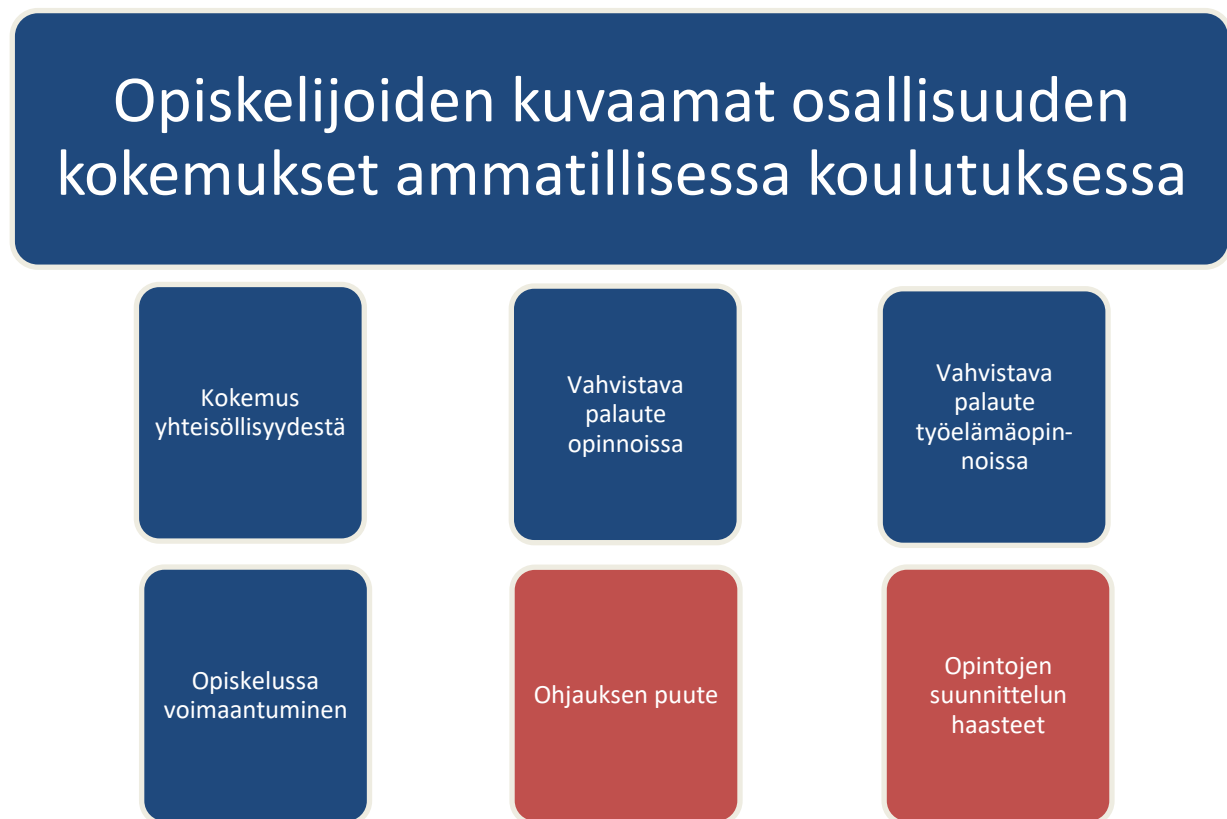 Opiskelijoiden kuvaamat osallisuuden
kokemukset ammatillisessa koulutuksessa
Kokemus
yhteisöllisyydestä
Vahvistava
palaute
opinnoissa
Vahvistava
palaute
työelämäopin-
noissa
Opiskelussa
voimaantuminen
Ohjauksen puute
Opintojen
suunnittelun
haasteet